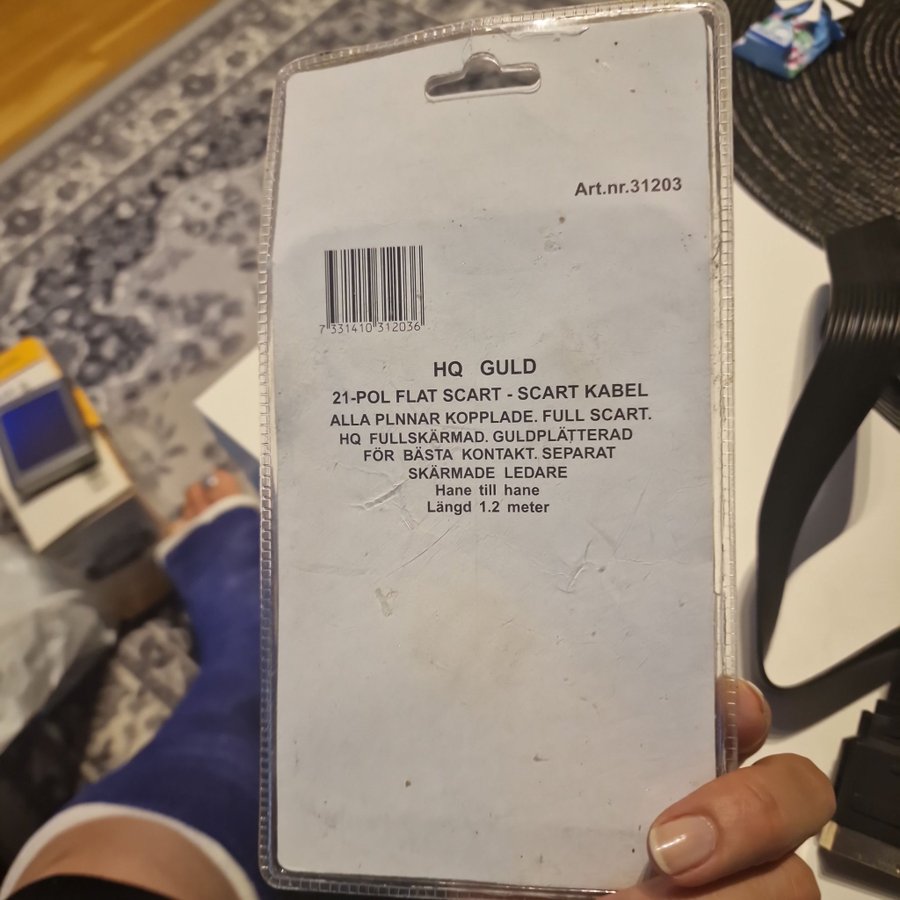 Art.nr.31203
7 331410 312036
HQ GULD
21-POL FLAT SCART - SCART KABEL
ALLA PLNNAR KOPPLADE. FULL SCART.
HQ FULLSKÄRMAD. GULDPLÄTTERAD
FÖR BÄSTA KONTAKT. SEPARAT
SKÄRMADE LEDARE
Hane till hane
Längd 1.2 meter